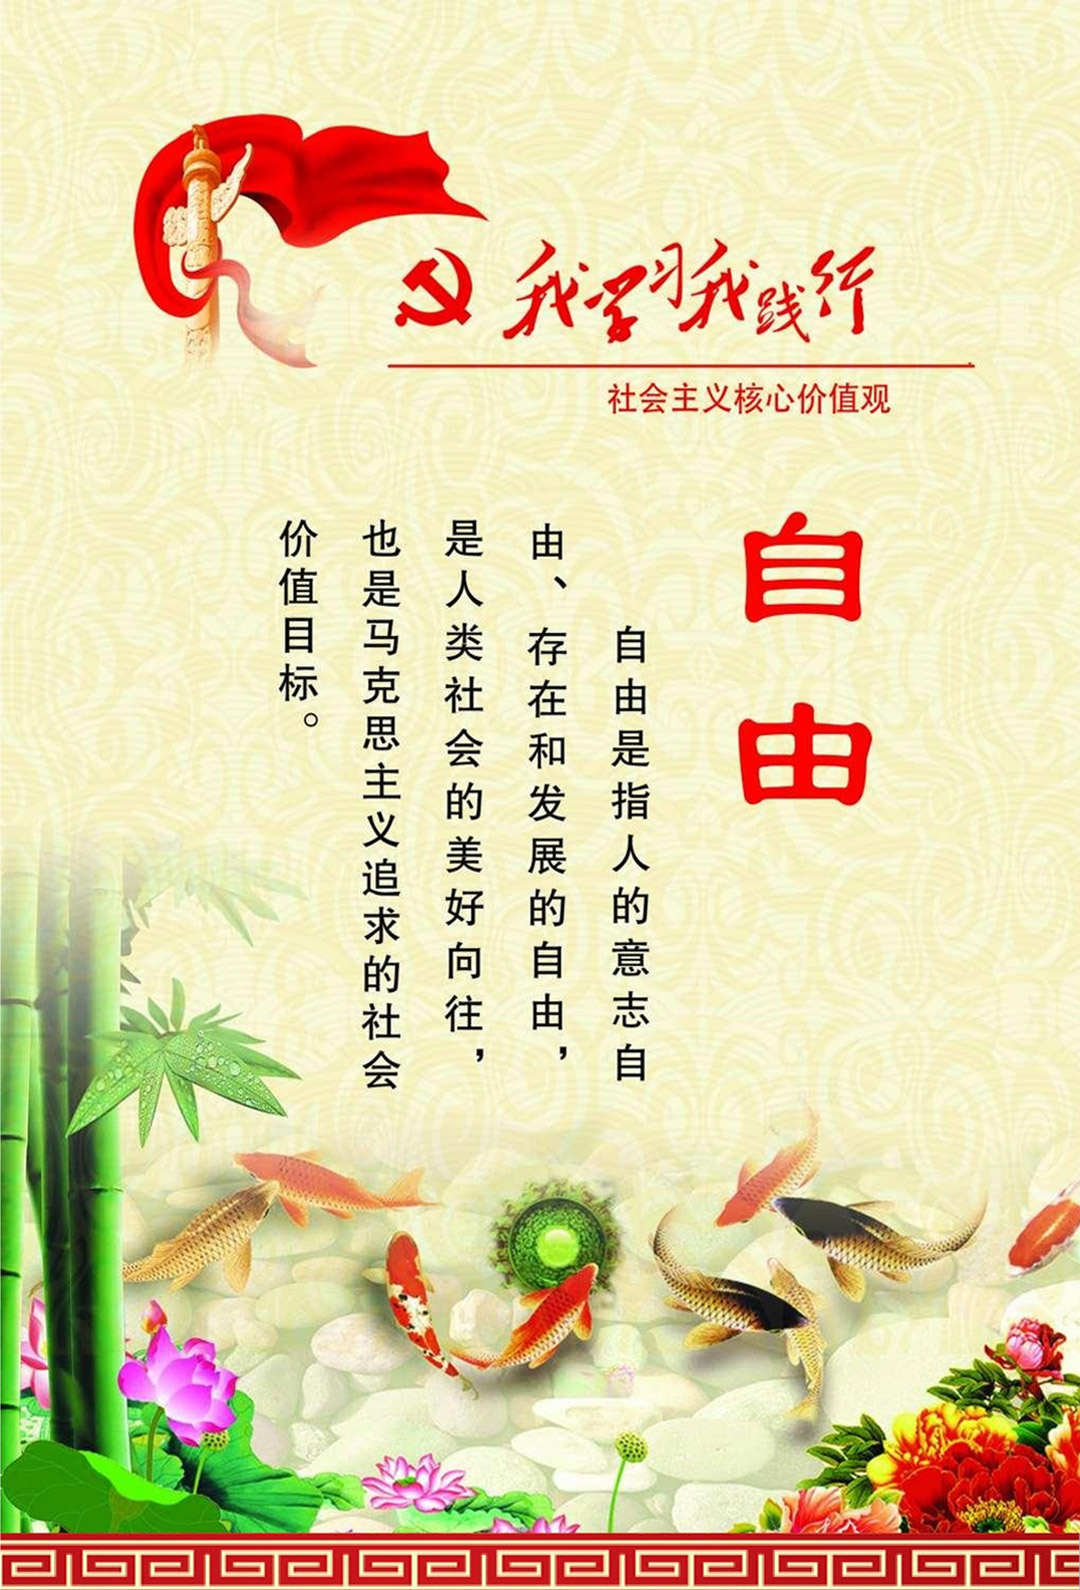 我学习我践行
社会主义核心价值观
自由
自由是指人的意志自
由、存在和发展的自由，
是人类社会的美好向往，
也是马克思主义追求的社会
价值目标。